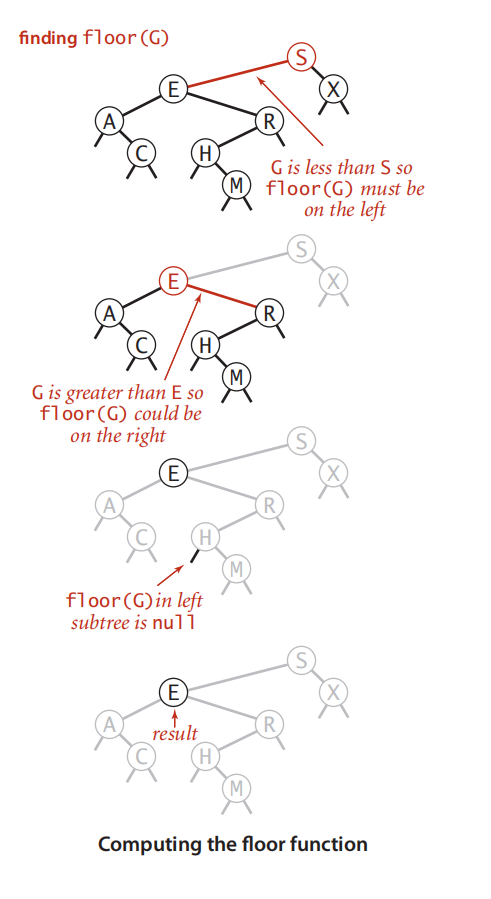 finding floor(G)
S
E
X
A
R
C
H
M
G is less than S so
floor(G) must be
on the left
S
E
X
A
R
C
H
M
G is greater than E so
floor(G) could be
on the right
S
E
X
A
R
C
H
M
floor(G)in left
subtree is null
S
E
X
A
R
result
C
H
M
Computing the floor function